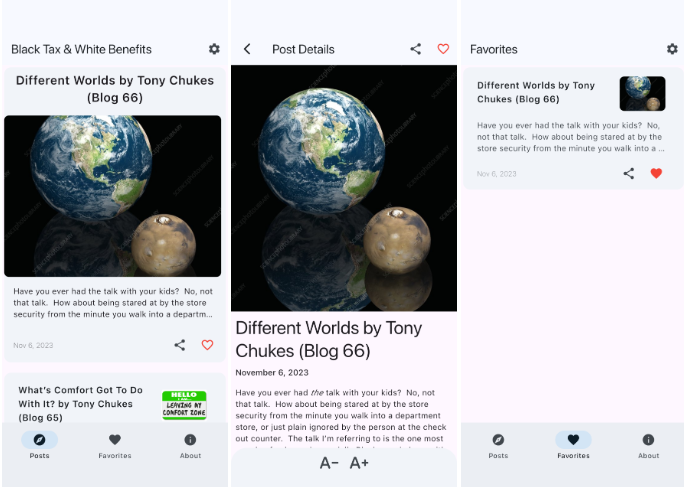 Black Tax & White Benefits
Different Worlds by Tony Chukes
(Blog 66)
Have you ever had the talk with your kids? No, not
that talk. How about being stared at by the store
security from the minute you walk into a departm...
Nov 6, 2023
What's Comfort Got To Do
With It? by Tony Chukes
(Blog 65)
HELLO
LEAVING MY
COMFORT ZONE
Posts
Favorites
About
Post Details
Different Worlds by Tony
Chukes (Blog 66)
November 6, 2023
Have you ever had the talk with your kids? No, not
that talk. How about being stared at by the store
security from the minute you walk into a department
store, or just plain ignored by the person at the check
out counter. The talk I'm referring to is the one most
A- A+
Favorites
Different Worlds by Tony
Chukes (Blog 66)
Have you ever had the talk with your kids? No,
not that talk. How about being stared at by the
store security from the minute you walk into a ...
Nov 6, 2023
Posts
Favorites
About